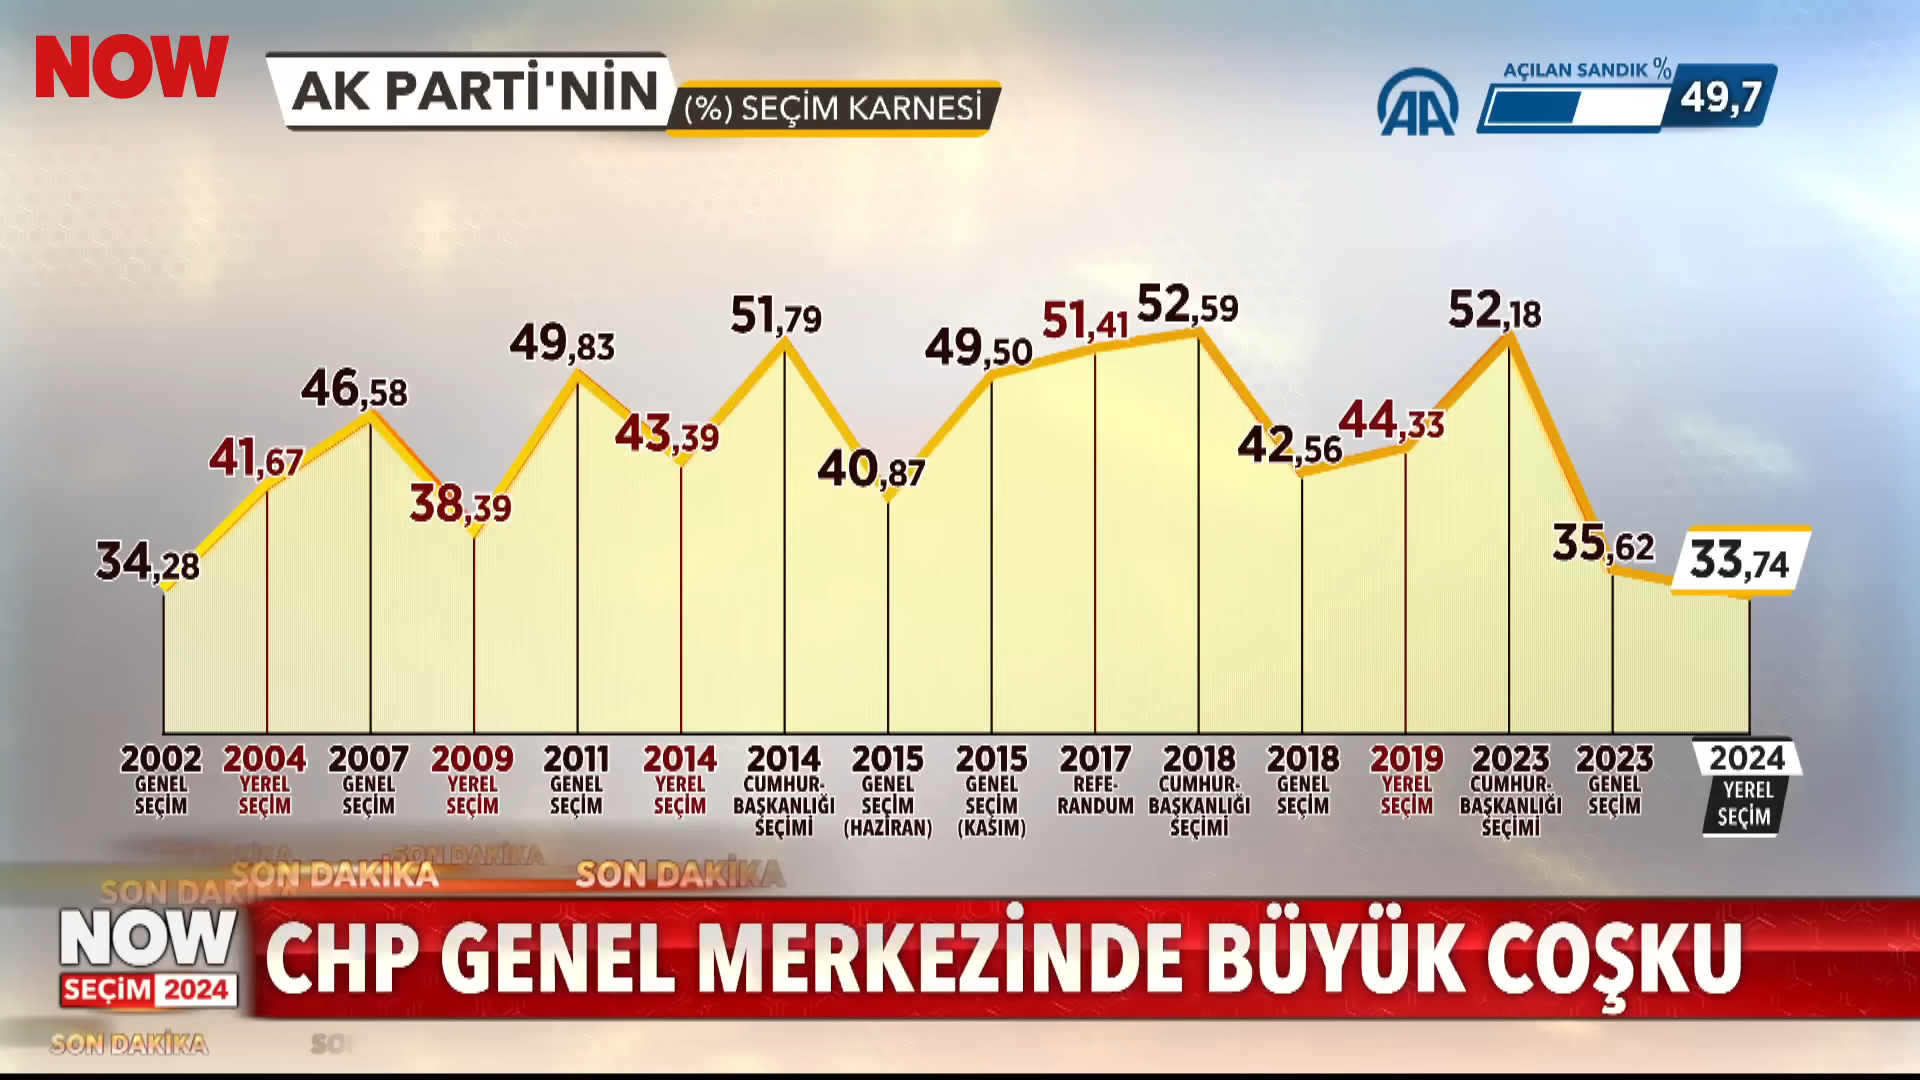 NOW
AK PARTİ'NİN
(%) SEÇİM KARNESİ
AA
AÇILAN SANDIK %
49,7
34,28
41,67
46,58
38,39
49,83
43,39
51,79
40,87
49,50
51,41
52,59
42,56
44,33
52,18
35,62
33,74
2002
GENEL
SEÇİM
2004
YEREL
SEÇİM
2007
GENEL
SEÇİM
2009
YEREL
SEÇİM
2011
GENEL
SEÇİM
2014
YEREL
SEÇİM
2014
CUMHUR-
BAŞKANLIĞI
SEÇİMİ
2015
GENEL
SEÇİM
(HAZİRAN)
2015
GENEL
SEÇİM
(KASIM)
2017
REFE-
RANDUM
2018
CUMHUR-
BAŞKANLIĞI
SEÇİMİ
2018
GENEL
SEÇİM
2019
YEREL
SEÇİM
2023
CUMHUR-
BAŞKANLIĞI
SEÇİMİ
2023
GENEL
SEÇİM
2024
YEREL
SEÇİM
SON DAKİKA
SON DAKİKA
SON DAKİKA
NOW
SEÇİM 2024
CHP GENEL MERKEZİNDE BÜYÜK COŞKU
SON DAKİKA